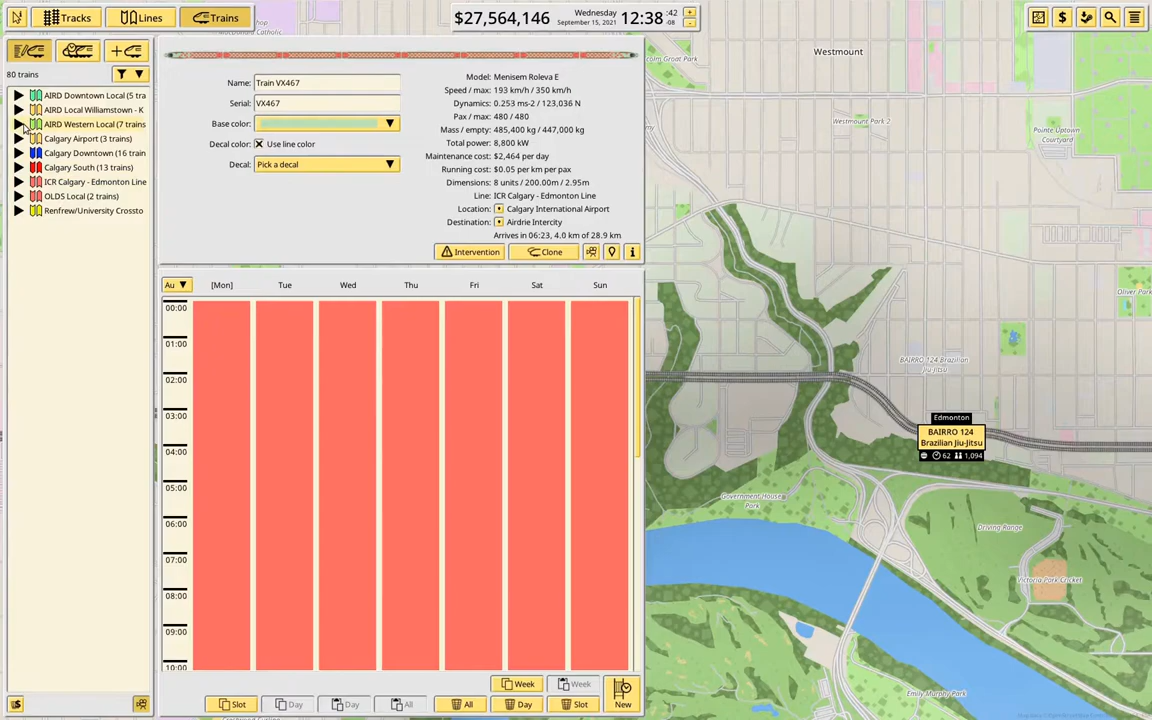 Tracks
Lines
Trains
$27,564,146
Wednesday
September 15, 2021
12:38
:42
-08
+
-
$
Westmount
80 trains
AIRD Downtown Local (5 tra
AIRD Local Williamstown - K
AIRD Western Local (7 trains
Calgary Airport (3 trains)
Calgary Downtown (16 train
Calgary South (13 trains)
ICR Calgary - Edmonton Line
OLDS Local (2 trains)
Renfrew/University Crossto
Name:
Train VX467
Serial:
VX467
Base color:
Decal color:
Use line color
Decal:
Pick a decal
Model: Menisem Roleva E
Speed / max: 193 km/h / 350 km/h
Dynamics: 0.253 ms-2 / 123,036 N
Pax / max: 480 / 480
Mass / empty: 485,400 kg / 447,000 kg
Total power: 8,800 kW
Maintenance cost: $2,464 per day
Running cost: $0.05 per km per pax
Dimensions: 8 units / 200.00m / 2.95m
Line: ICR Calgary - Edmonton Line
Location: Calgary International Airport
Destination: Airdrie Intercity
Arrives in 06:23, 4.0 km of 28.9 km
Intervention
Clone
i
Au
[Mon]
Tue
Wed
Thu
Fri
Sat
Sun
00:00
01:00
02:00
03:00
04:00
05:00
06:00
07:00
08:00
09:00
10:00
Week
Week
Slot
Day
Day
All
All
Day
Slot
New
Westmount Park 2
Pointe Uptown
Courtyard
Oliver Park
BAIRRO 124 Brazilian
Jiu-Jitsu
Edmonton
BAIRRO 124
Brazilian Jiu-Jitsu
62
1,094
Government House
Park
Driving Range
Victoria Park Cricket
Emily Murphy Park